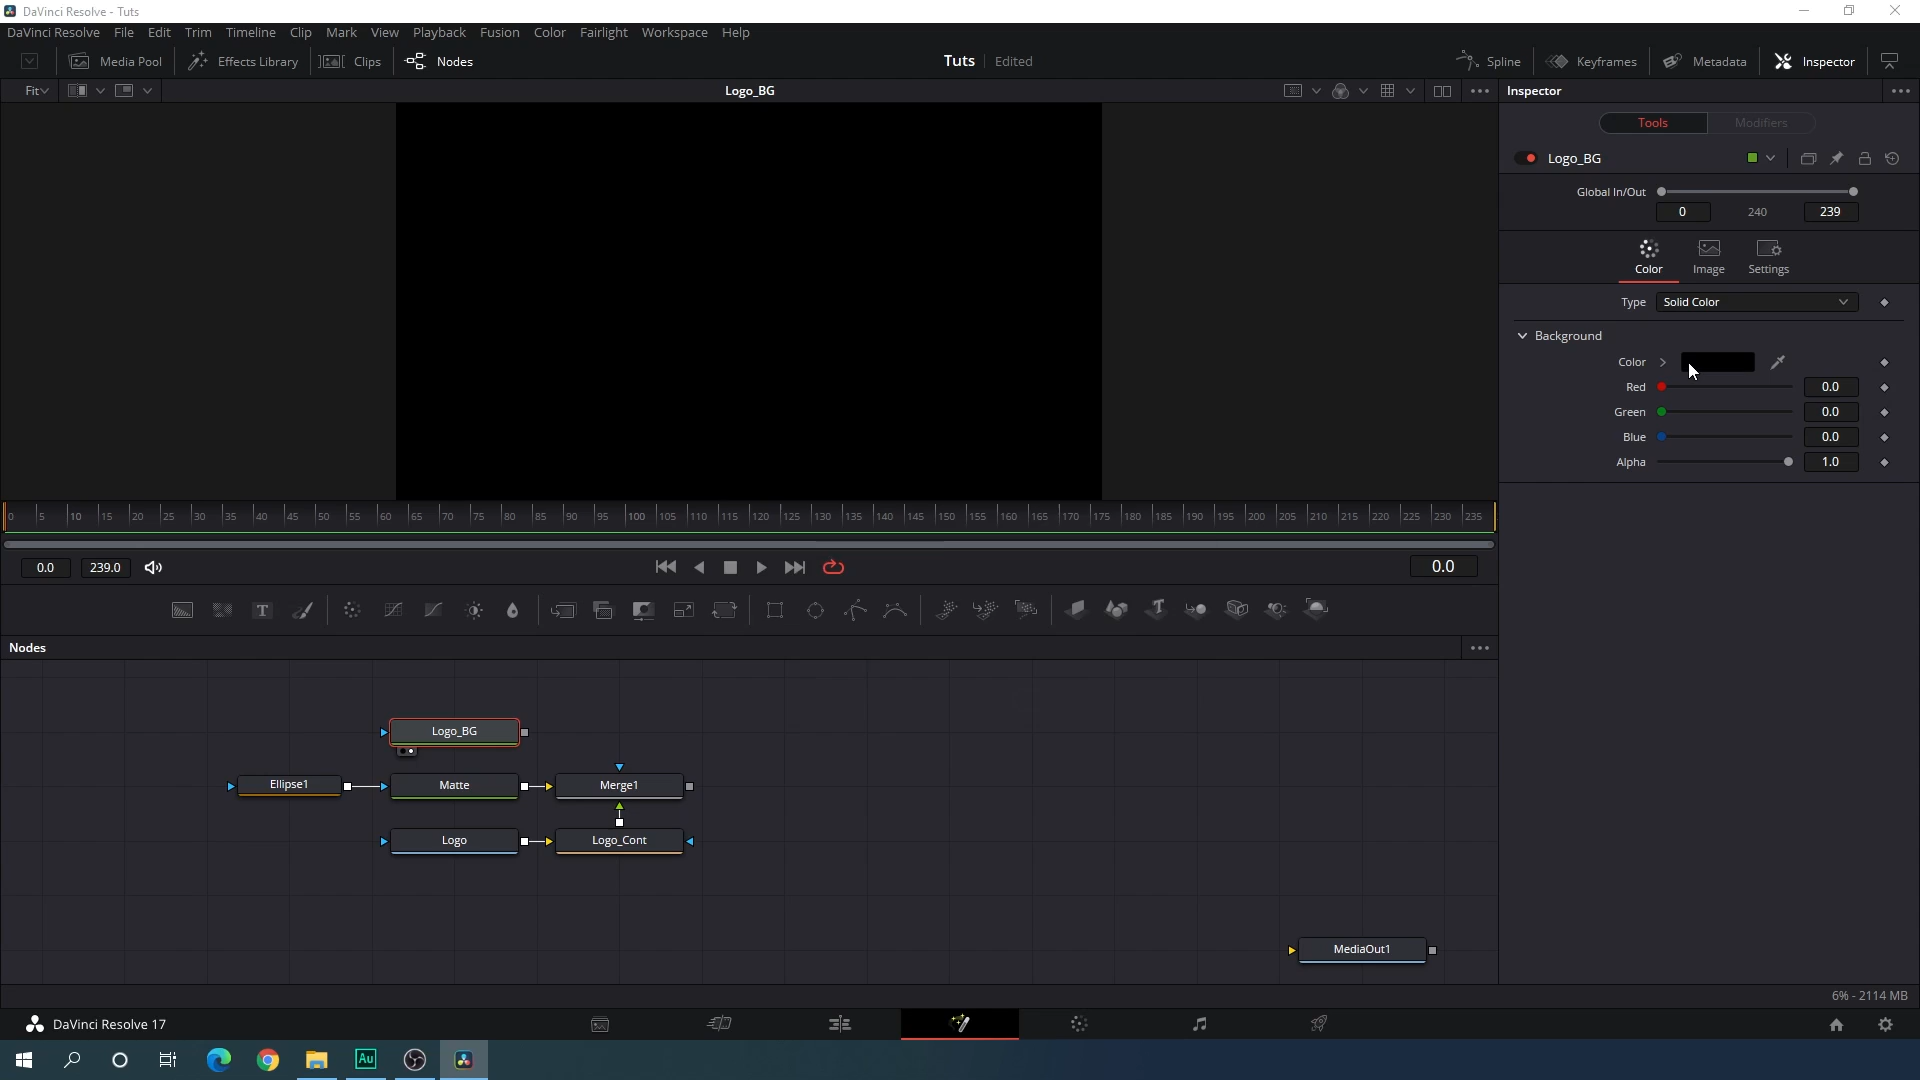 DaVinci Resolve - Tuts
DaVinci Resolve File Edit Trim Timeline Clip Mark View Playback Fusion Color Fairlight Workspace Help
Media Pool Effects Library Clips Nodes Tuts Edited Spline Keyframes Metadata Inspector
Fit Logo_BG Inspector
Tools Modifiers
Logo_BG
Global In/Out
0 240 239
Color Image Settings
Type Solid Color
Background
Color
Red 0.0
Green 0.0
Blue 0.0
Alpha 1.0
0 5 10 15 20 25 30 35 40 45 50 55 60 65 70 75 80 85 90 95 100 105 110 115 120 125 130 135 140 145 150 155 160 165 170 175 180 185 190 195 200 205 210 215 220 225 230 235
0.0 239.0 0.0
T T
Nodes
Logo_BG
Ellipse1 Matte Merge1
Logo Logo_Cont
MediaOut1
6% - 2114 MB
DaVinci Resolve 17
Au